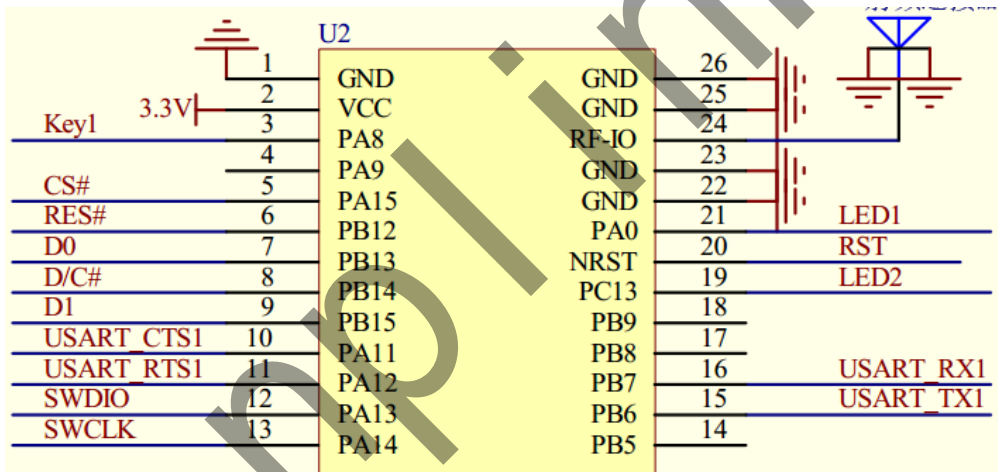 U2
1 GND GND 26
3.3V 2 VCC GND 25
Key1 3 PA8 RF-IO 24
4 PA9 GND 23
CS# 5 PA15 GND 22
RES# 6 PB12 PA0 21 LED1
D0 7 PB13 NRST 20 RST
D/C# 8 PB14 PC13 19 LED2
D1 9 PB15 PB9 18
USART_CTS1 10 PA11 PB8 17
USART_RTS1 11 PA12 PB7 16 USART_RX1
SWDIO 12 PA13 PB6 15 USART_TX1
SWCLK 13 PA14 PB5 14